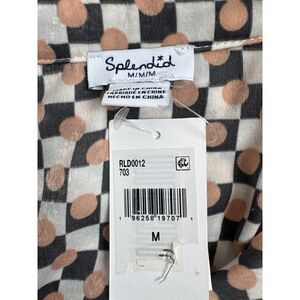 Splendid
M/M/M
MADE IN CHINA
FABRIQUÉ EN CHINE
HECHO EN CHINA
RLD0012
703
1 96258 19707 1
M